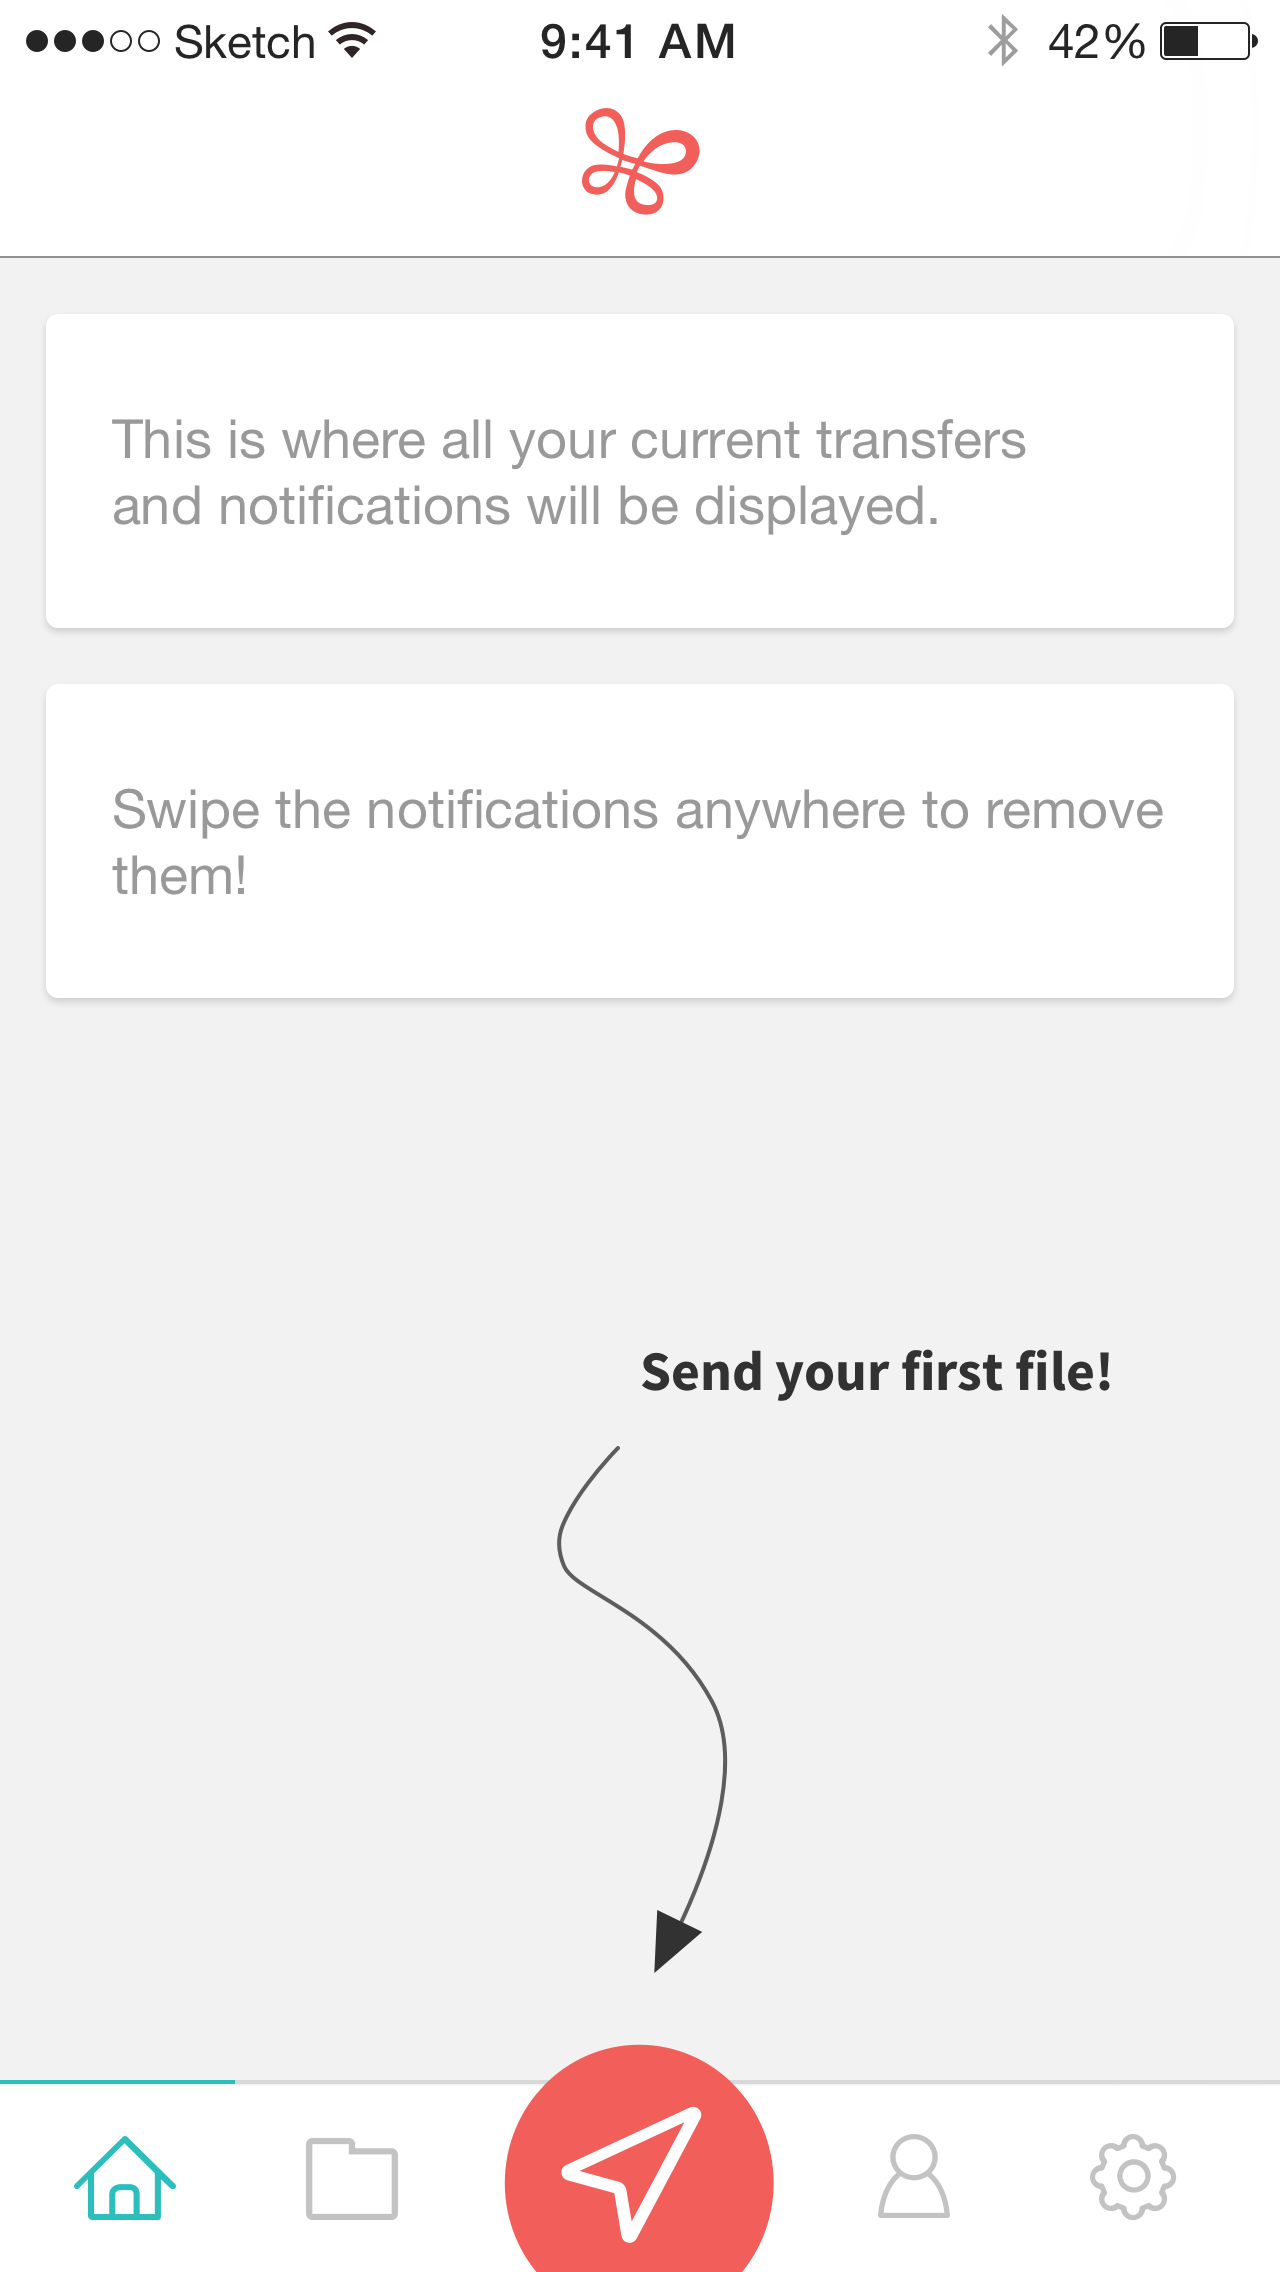 Sketch 9:41 AM 42%
This is where all your current transfers
and notifications will be displayed.
Swipe the notifications anywhere to remove
them!
Send your first file!